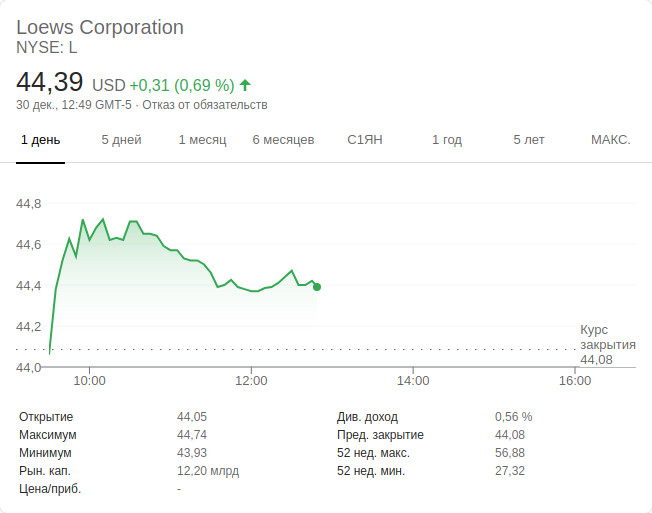 Loews Corporation
NYSE: L
44,39 USD +0,31 (0,69 %)
30 дек., 12:49 GMT-5 · Отказ от обязательств
1 день 5 дней 1 месяц 6 месяцев С1ЯН 1 год 5 лет МАКС.
44,8
44,6
44,4
44,2
44,0
Курс
закрытия
44,08
10:00 12:00 14:00 16:00
Открытие 44,05 Див. доход 0,56 %
Максимум 44,74 Пред. закрытие 44,08
Минимум 43,93 52 нед. макс. 56,88
Рын. кап. 12,20 млрд 52 нед. мин. 27,32
Цена/приб. -